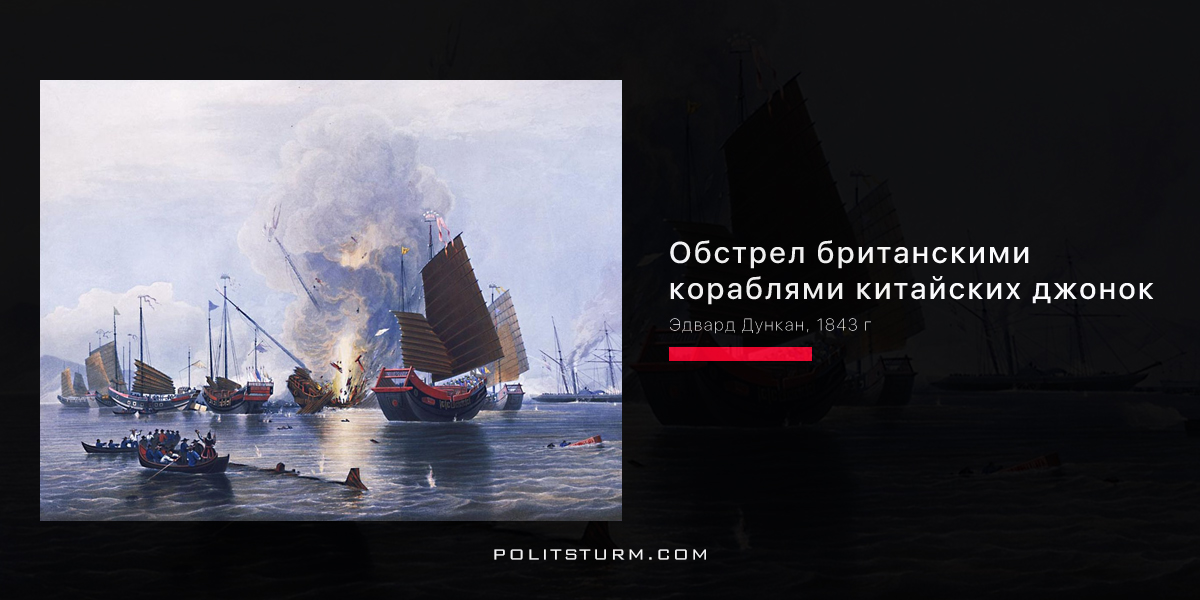 Обстрел британскими
кораблями китайских джонок
Эдвард Дункан, 1843 г
POLITSTURM.COM